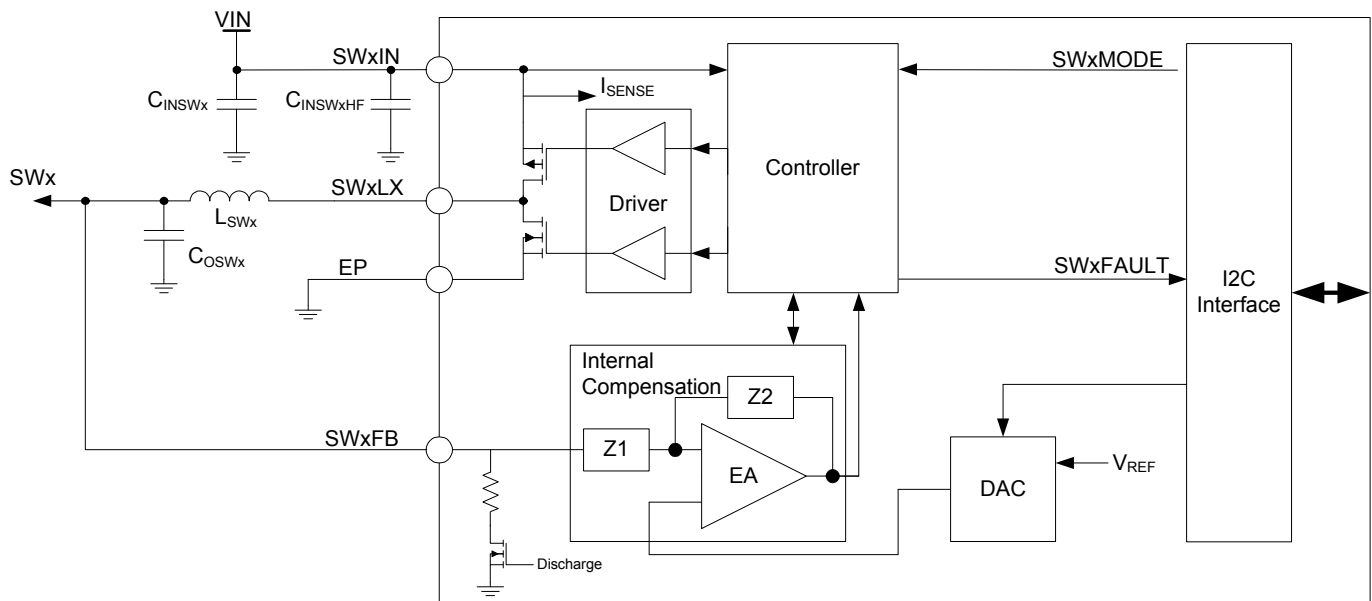 VIN
SWxIN
SWxMODE
CINSWx
CINSWxHF
ISENSE
Controller
SWx
SWxLX
LSWx
Driver
COSWx
EP
SWxFAULT
I2C
Interface
Internal
Compensation
Z2
SWxFB
Z1
EA
DAC
VREF
Discharge